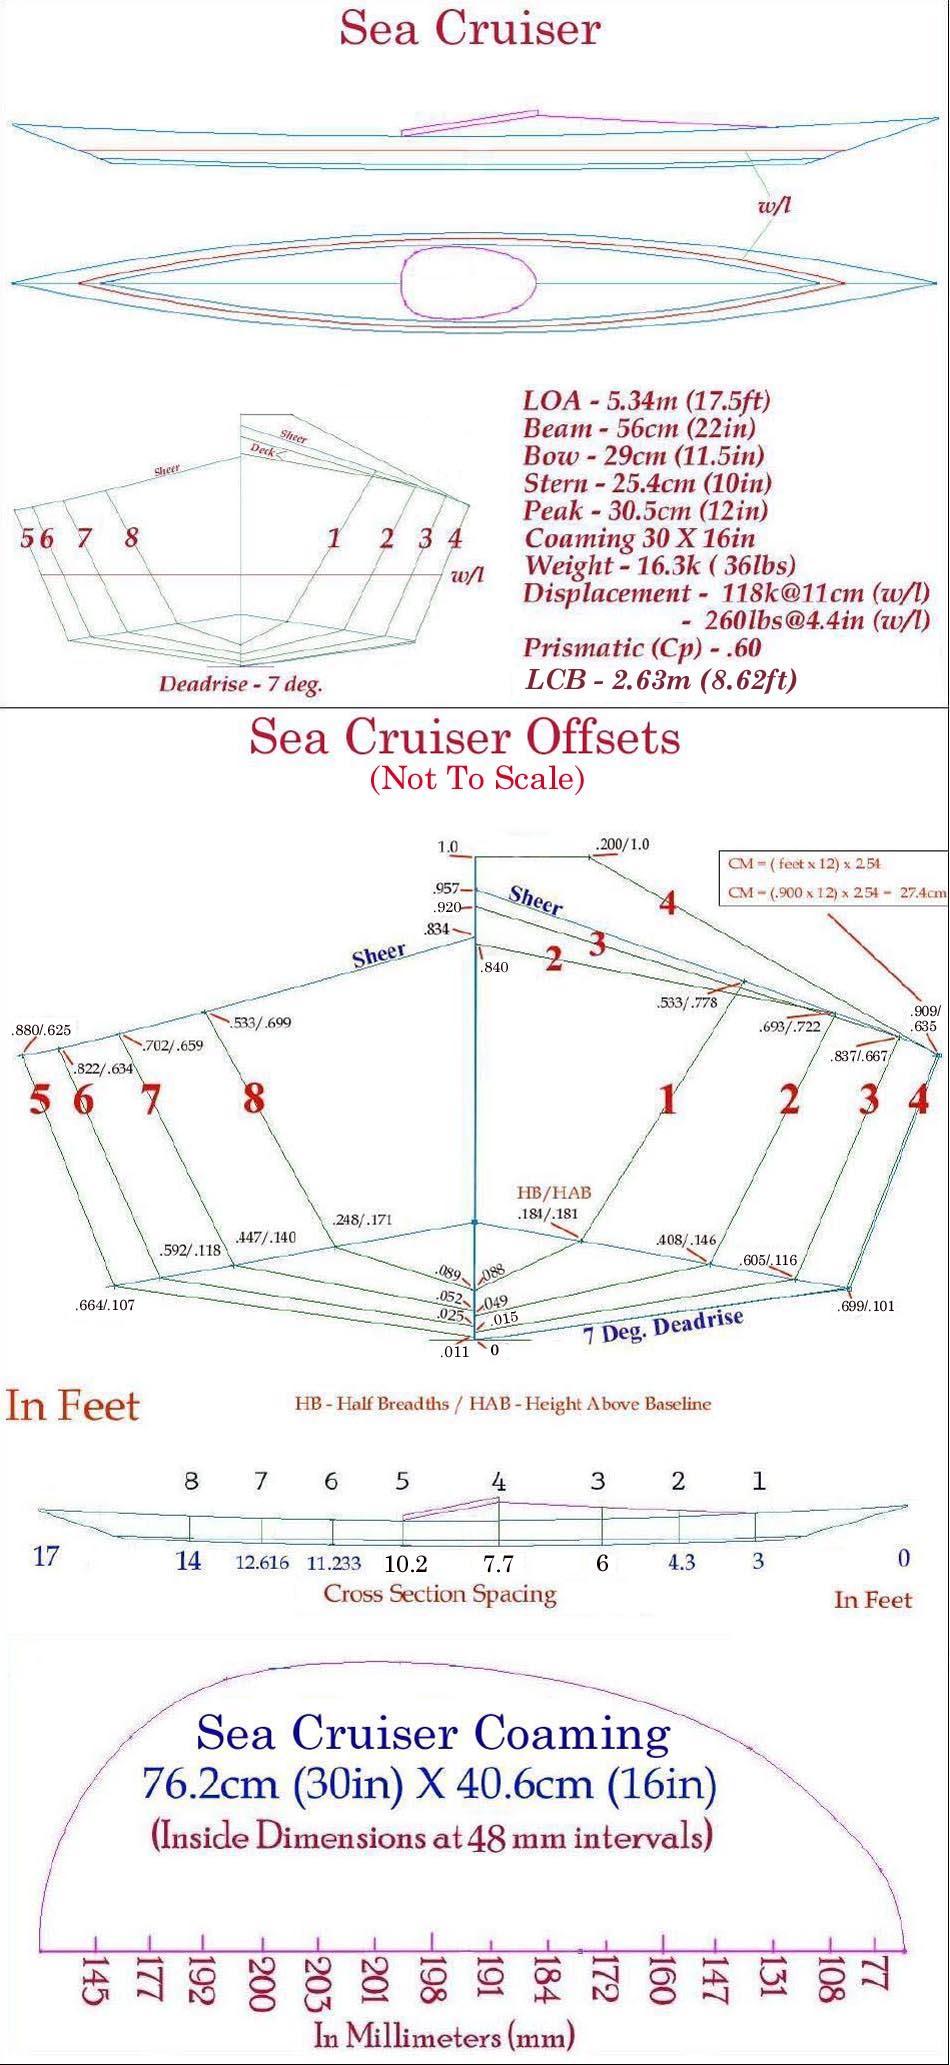 Sea Cruiser
w/l
LOA - 5.34m (17.5ft)
Beam - 56cm (22in)
Bow - 29cm (11.5in)
Stern - 25.4cm (10in)
Peak - 30.5cm (12in)
Coaming 30 X 16in
Weight - 16.3k ( 36lbs)
Displacement - 118k@11cm (w/l)
- 260lbs@4.4in (w/l)
Prismatic (Cp) - .60
LCB - 2.63m (8.62ft)
Sheer
Deck
Sheer
5 6 7 8 1 2 3 4
w/l
Deadrise - 7 deg.
Sea Cruiser Offsets
(Not To Scale)
1.0 .200/1.0
CM = ( feet x 12) x 2.54
CM = (.900 x 12) x 2.54 = 27.4cm
.957 Sheer 4
.920
.834 3
Sheer 2
.840
.533/.778
.909/
.635
.880/.625 .533/.699 .693/.722
.702/.659 .837/.667
.822/.634
5 6 7 8 1 2 3 4
HB/HAB
.248/.171 .184/.181
.592/.118 .447/.140 .408/.146
.605/.116
.089 .088
.664/.107 .052 .049 .699/.101
.025 .015
7 Deg. Deadrise
.011 0
In Feet HB - Half Breadths / HAB - Height Above Baseline
8 7 6 5 4 3 2 1
17 14 12.616 11.233 10.2 7.7 6 4.3 3 0
Cross Section Spacing In Feet
Sea Cruiser Coaming
76.2cm (30in) X 40.6cm (16in)
(Inside Dimensions at 48 mm intervals)
145 177 192 200 203 201 198 191 184 172 160 147 131 108 77
In Millimeters (mm)